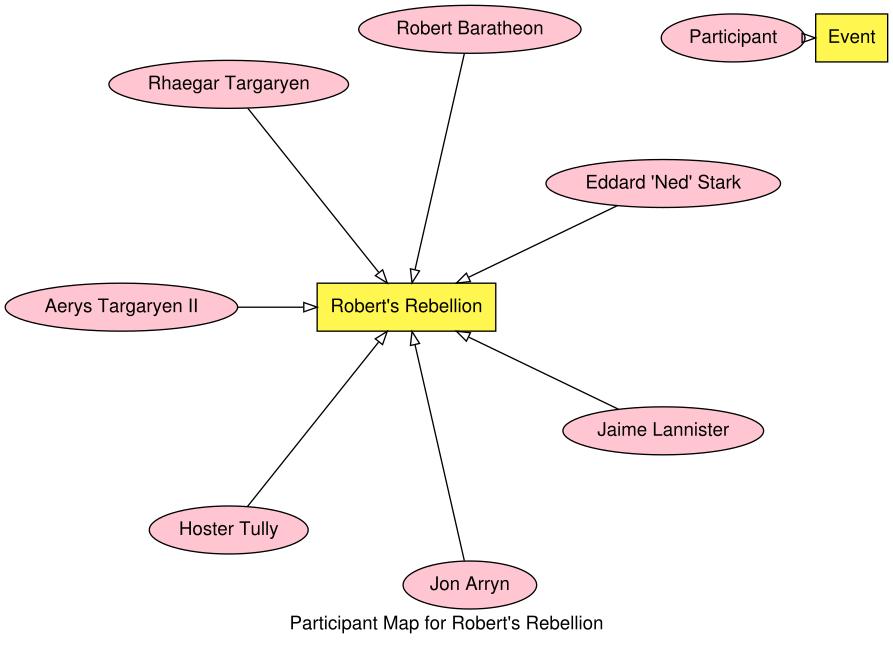 Robert Baratheon
Participant
Event
Rhaegar Targaryen
Eddard 'Ned' Stark
Aerys Targaryen II
Robert's Rebellion
Jaime Lannister
Hoster Tully
Jon Arryn
Participant Map for Robert's Rebellion